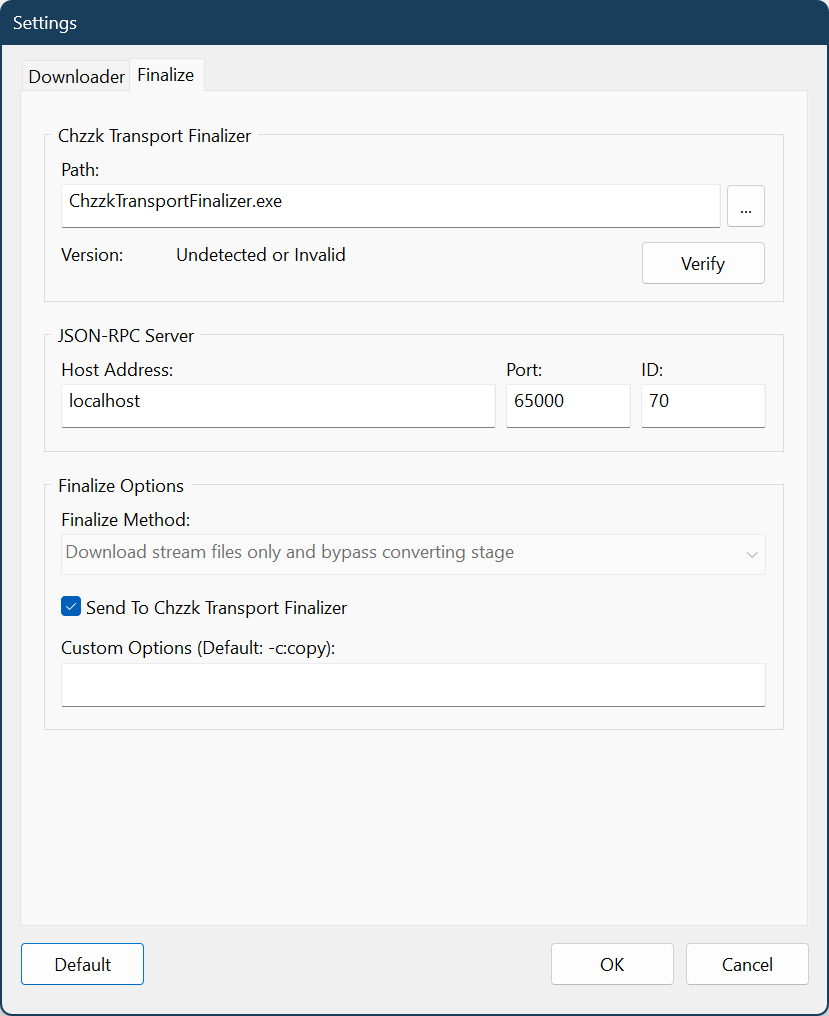 Settings
Downloader
Finalize
Chzzk Transport Finalizer
Path:
ChzzkTransportFinalizer.exe
...
Version: Undetected or Invalid
Verify
JSON-RPC Server
Host Address: Port: ID:
localhost 65000 70
Finalize Options
Finalize Method:
Download stream files only and bypass converting stage
Send To Chzzk Transport Finalizer
Custom Options (Default: -c:copy):
Default OK Cancel